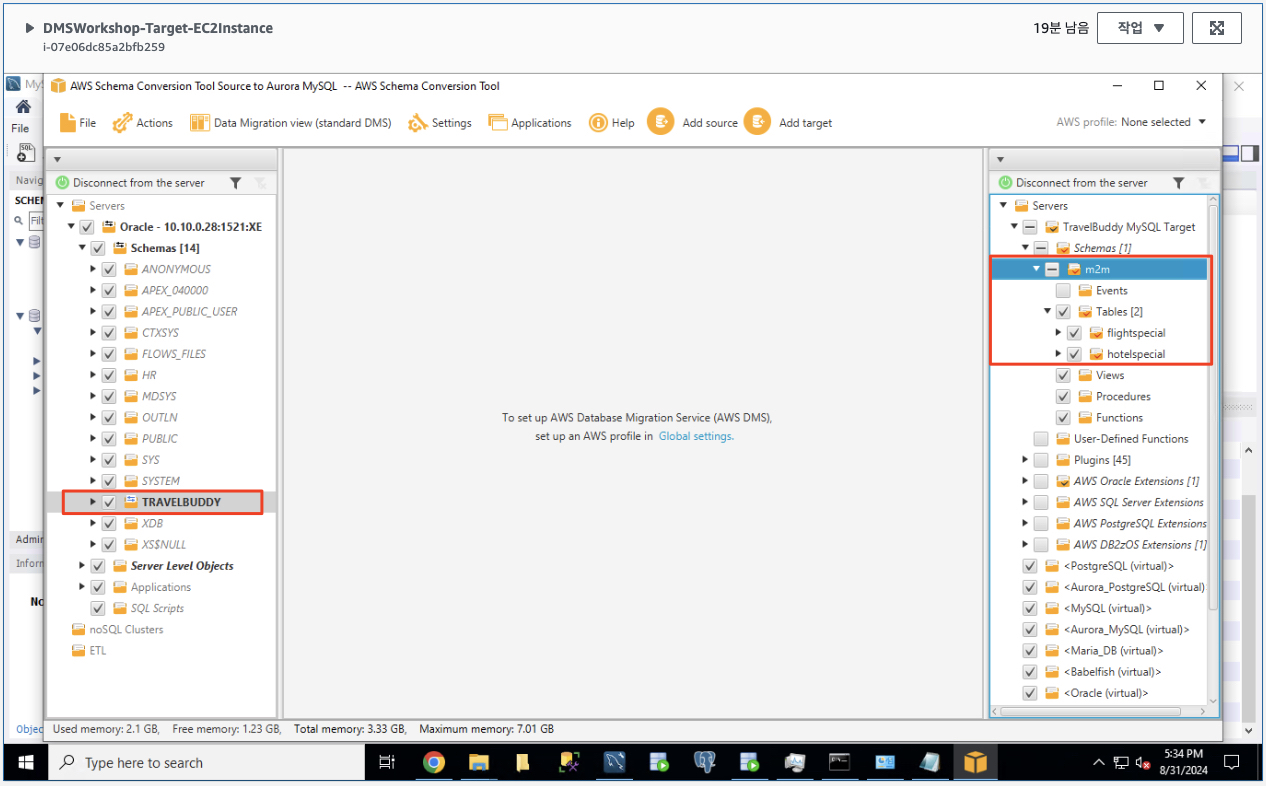 DMSWorkshop-Target-EC2Instance
i-07e06dc85a2bfb259
19분 남음
작업
AWS Schema Conversion Tool Source to Aurora MySQL -- AWS Schema Conversion Tool
File
Actions
Data Migration view (standard DMS)
Settings
Applications
Help
Add source
Add target
AWS profile: None selected
File
SQL
Disconnect from the server
Servers
Oracle - 10.10.0.28:1521:XE
Schemas [14]
ANONYMOUS
APEX_040000
APEX_PUBLIC_USER
CTXSYS
FLOWS_FILES
HR
MDSYS
OUTLN
PUBLIC
SYS
SYSTEM
TRAVELBUDDY
XDB
XS$NULL
Server Level Objects
Applications
SQL Scripts
noSQL Clusters
ETL
To set up AWS Database Migration Service (AWS DMS),
set up an AWS profile in Global settings.
Disconnect from the server
Servers
TravelBuddy MySQL Target
Schemas [1]
m2m
Events
Tables [2]
flightspecial
hotelspecial
Views
Procedures
Functions
User-Defined Functions
Plugins [45]
AWS Oracle Extensions [1]
AWS SQL Server Extensions
AWS PostgreSQL Extensions
AWS DB2zOS Extensions [1]
<PostgreSQL (virtual)>
<Aurora_PostgreSQL (virtual)
<MySQL (virtual)>
<Aurora_MySQL (virtual)>
<Maria_DB (virtual)>
<Babelfish (virtual)>
<Oracle (virtual)>
Used memory: 2.1 GB, Free memory: 1.23 GB, Total memory: 3.33 GB, Maximum memory: 7.01 GB
Type here to search
5:34 PM
8/31/2024